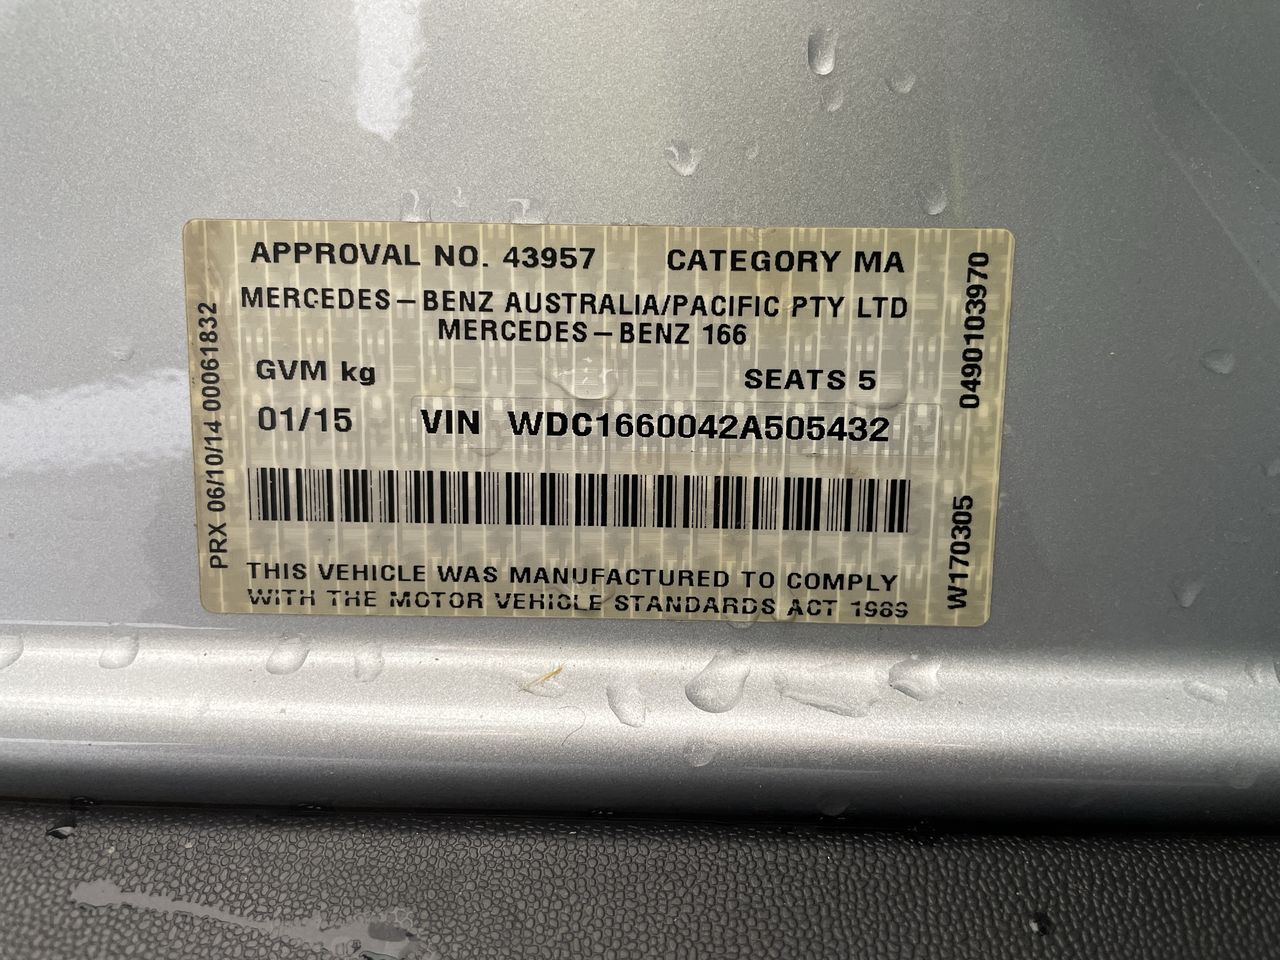 APPROVAL NO. 43957 CATEGORY MA
MERCEDES-BENZ AUSTRALIA/PACIFIC PTY LTD
MERCEDES-BENZ 166
GVM kg SEATS 5
01/15 VIN WDC1660042A505432
THIS VEHICLE WAS MANUFACTURED TO COMPLY
WITH THE MOTOR VEHICLE STANDARDS ACT 1989
PRX 06/10/14 00061832
0490103970
W170305